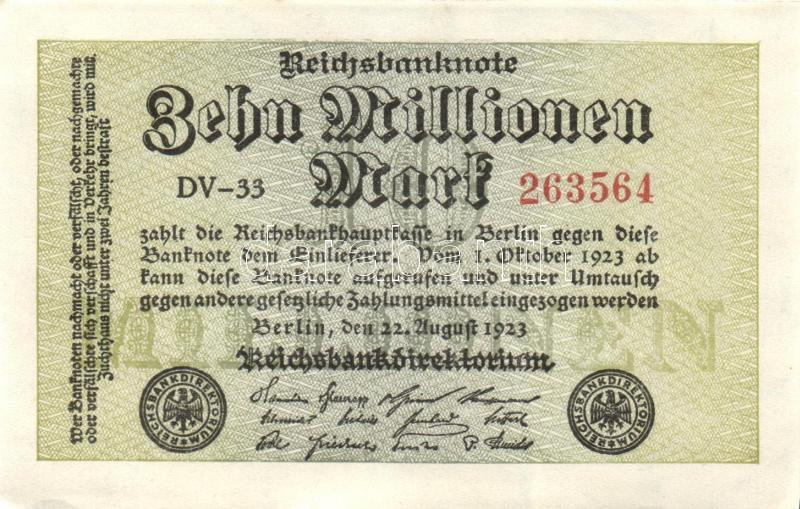 Reichsbanknote
Zehn Millionen
Mark
DV-33
263564
zahlt die Reichsbankhauptkasse in Berlin gegen diese
Banknote dem Einlieferer. Vom 1. Oktober 1923 ab
kann diese Banknote aufgerufen und unter Umtausch
gegen andere gesetzliche Zahlungsmittel eingezogen werden
Berlin, den 22. August 1923
Reichsbankdirektorium
REICHSBANKDIREKTORIUM
REICHSBANKDIREKTORIUM
Wer Banknoten nachmacht oder verfälscht, oder nachgemachte
oder verfälschte sich verschafft und in Verkehr bringt, wird mit
Zuchthaus nicht unter zwei Jahren bestraft